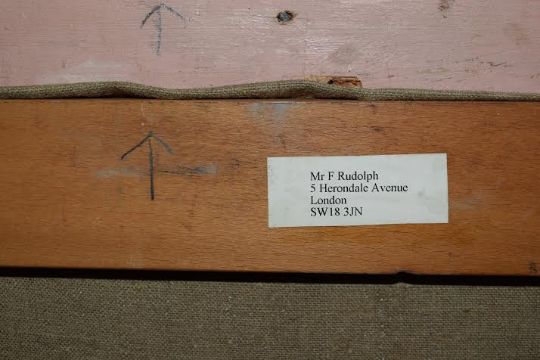 Mr F Rudolph
5 Herondale Avenue
London
SW18 3JN